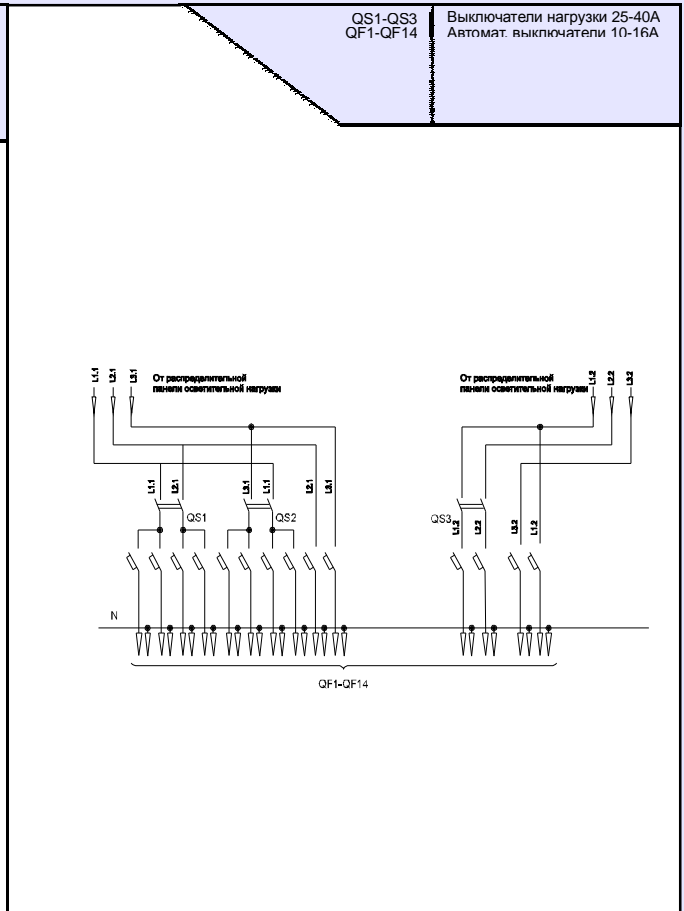 QS1-QS3 Выключатели нагрузки 25-40А
QF1-QF14 Автомат. выключатели 10-16А
L1.1 L2.1 L3.1
От распределительной
панели осветительной нагрузки
От распределительной
панели осветительной нагрузки
L1.2 L2.2 L3.2
L1.1 L2.1 L3.1 L1.1 L2.1 L3.1
QS1 QS2 QS3
L1.2 L2.2 L3.2 L1.2
N
QF1-QF14